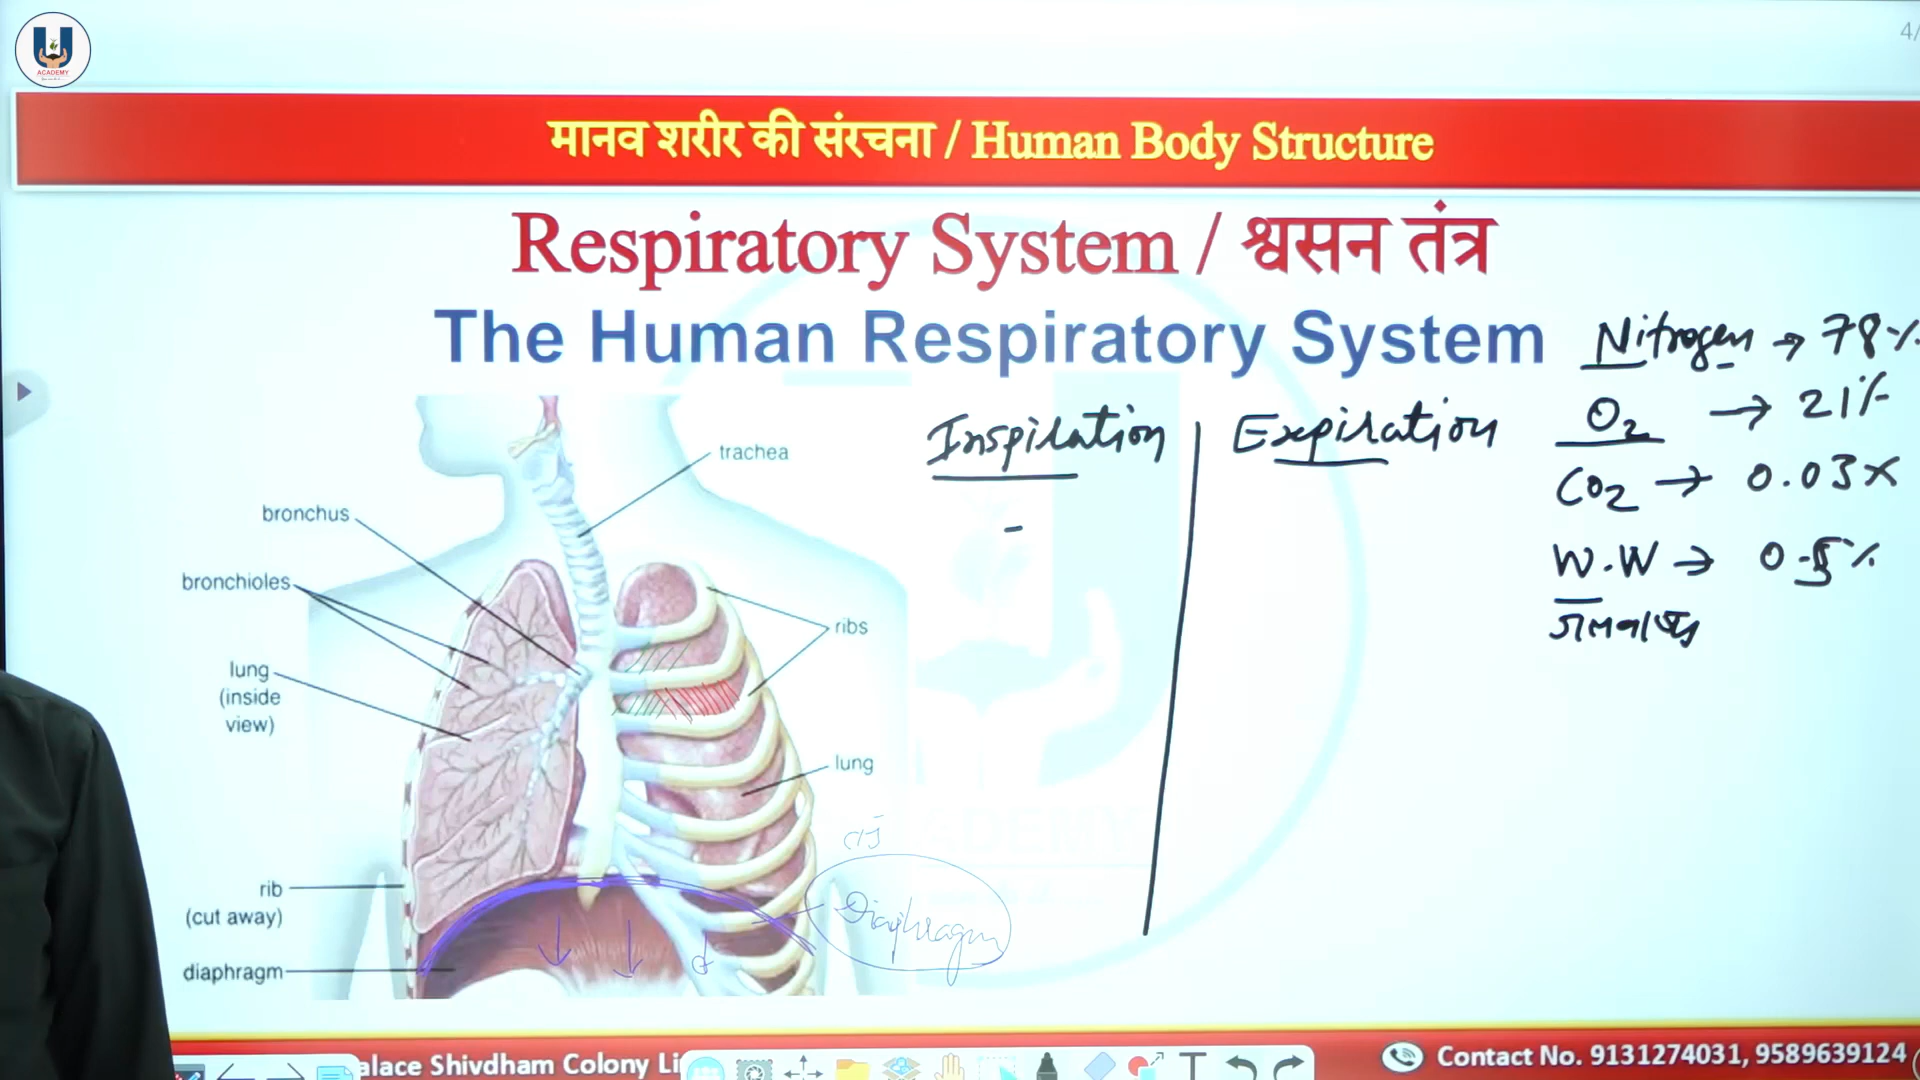 ACADEMY
4/
मानव शरीर की संरचना / Human Body Structure
Respiratory System / श्वसन तंत्र
The Human Respiratory System
Nitrogen → 78%
O2 → 21%
CO2 → 0.03%
W.W → 0.5%
Inspiration
Expiration
-
trachea
bronchus
bronchioles
ribs
lung
(inside
view)
lung
rib
(cut away)
Diaphragm
diaphragm
alace Shivdham Colony Li
Contact No. 9131274031, 9589639124